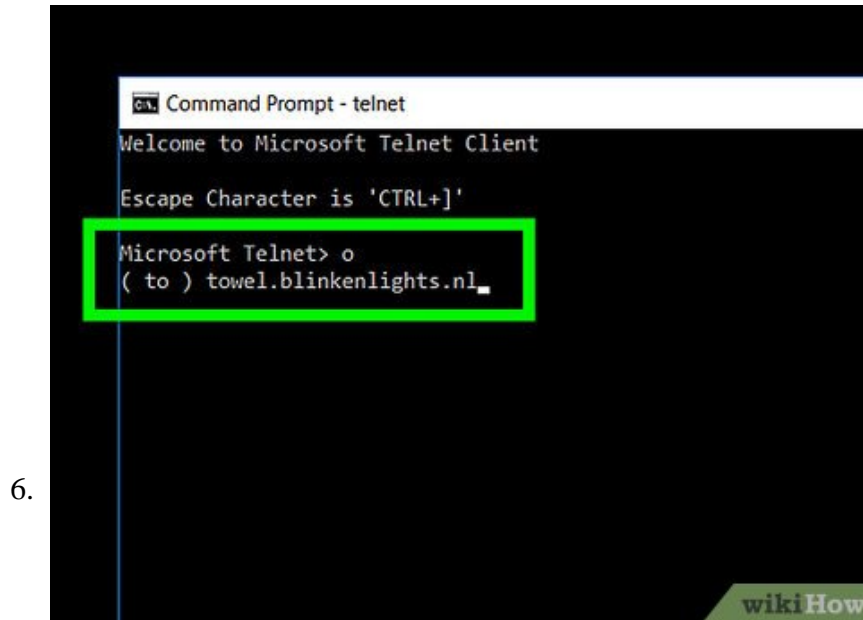 Command Prompt - telnet
Welcome to Microsoft Telnet Client
Escape Character is 'CTRL+]'
Microsoft Telnet> o
( to ) towel.blinkenlights.nl
6.
wikiHow